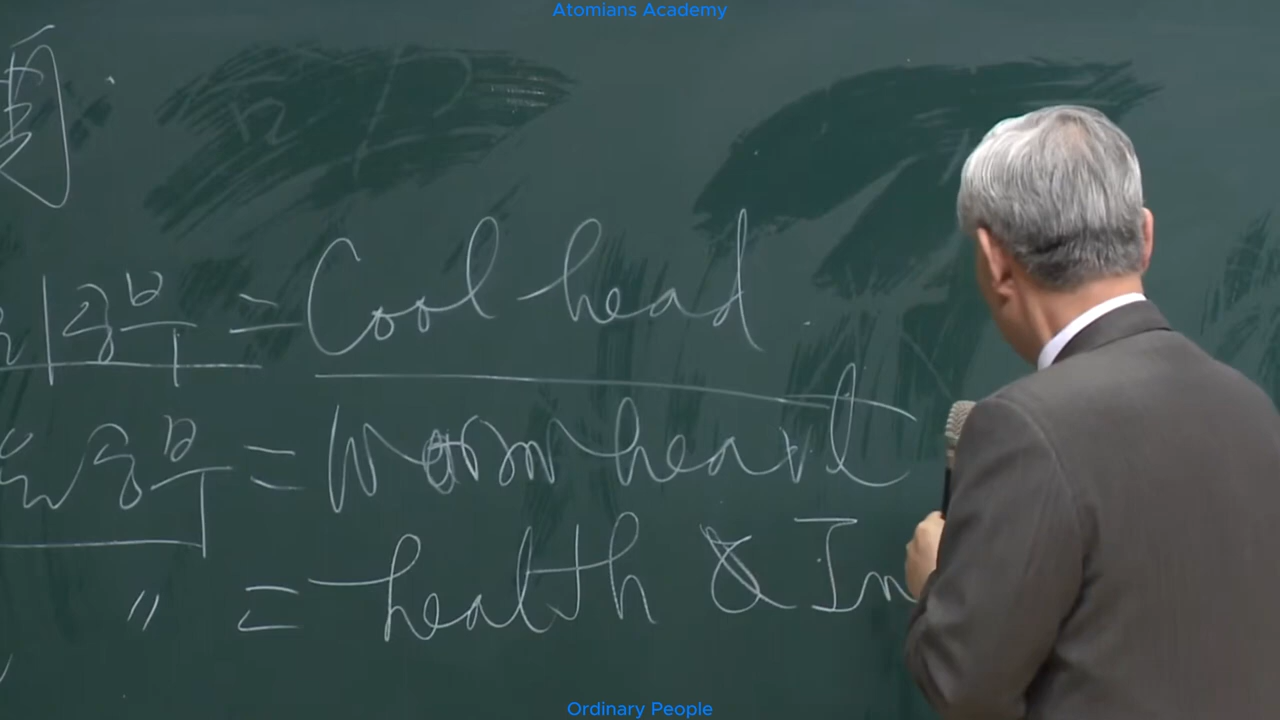 Atomians Academy
공부 = Cool head.
공부 = Warm heart
〃 = health & In
Ordinary People